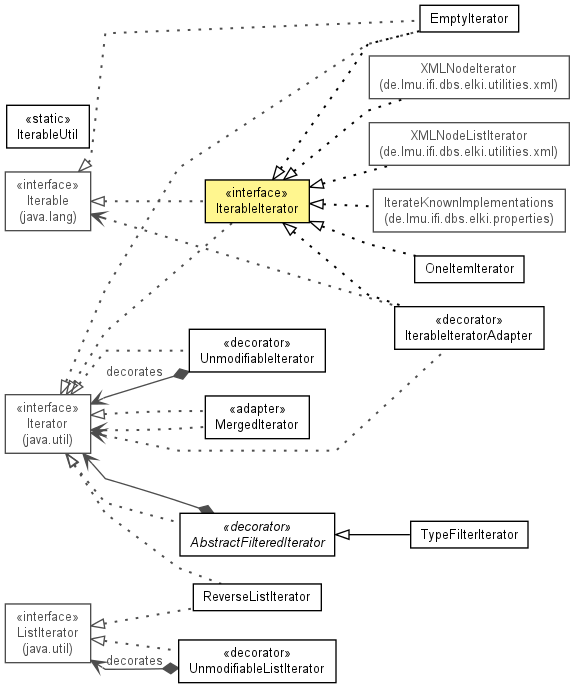 EmptyIterator
XMLNodeIterator
(de.lmu.ifi.dbs.elki.utilities.xml)
«static»
IterableUtil
XMLNodeListIterator
(de.lmu.ifi.dbs.elki.utilities.xml)
«interface»
Iterable
(java.lang)
«interface»
IterableIterator
IterateKnownImplementations
(de.lmu.ifi.dbs.elki.properties)
OneItemIterator
«decorator»
IterableIteratorAdapter
«decorator»
UnmodifiableIterator
decorates
«interface»
Iterator
(java.util)
«adapter»
MergedIterator
«decorator»
AbstractFilteredIterator
TypeFilterIterator
ReverseListIterator
«interface»
ListIterator
(java.util)
decorates
«decorator»
UnmodifiableListIterator